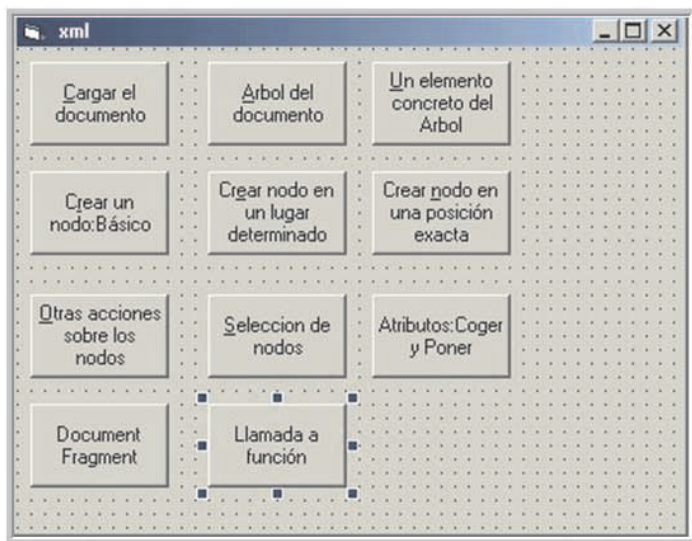 xml
Cargar el
documento
Arbol del
documento
Un elemento
concreto del
Arbol
Crear un
nodo:Básico
Crear nodo en
un lugar
determinado
Crear nodo en
una posición
exacta
Otras acciones
sobre los
nodos
Seleccion de
nodos
Atributos:Coger
y Poner
Document
Fragment
Llamada a
función